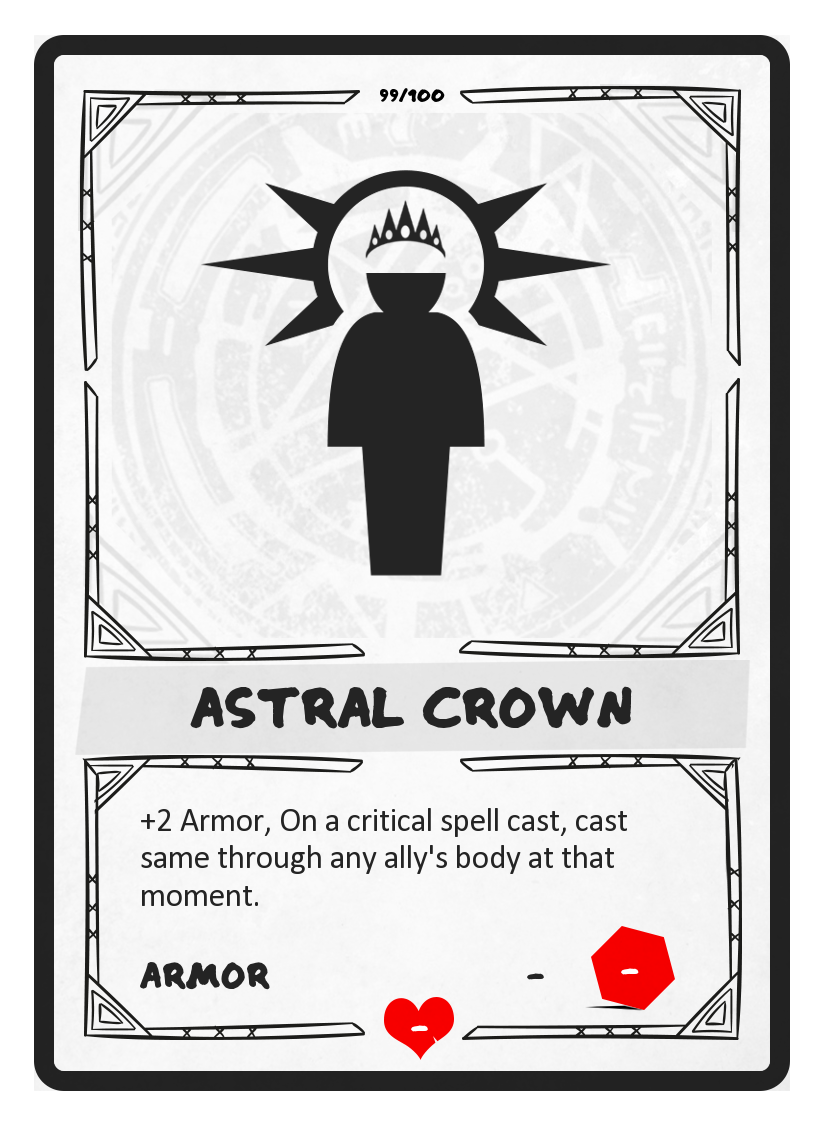 99/100
ASTRAL CROWN
+2 Armor, On a critical spell cast, cast
same through any ally's body at that
moment.
ARMOR - -
-